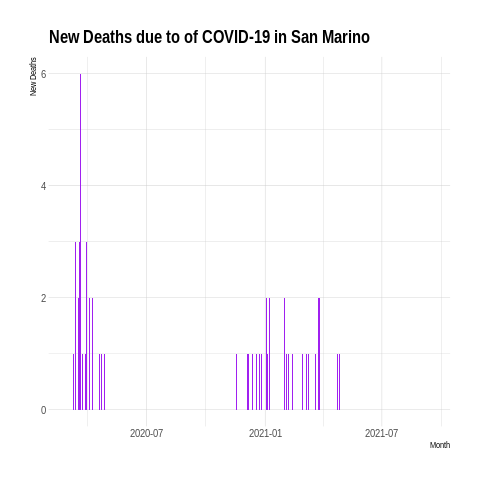 New Deaths due to of COVID-19 in San Marino
New Deaths
6
4
2
0
2020-07
2021-01
2021-07
Month